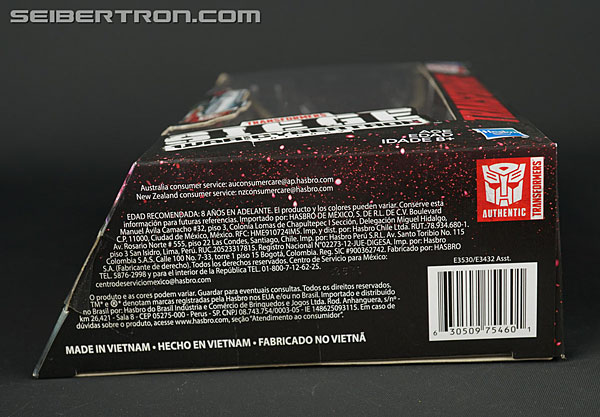 SEIBERTRON.COM
TRANSFORMERS
SIEGE
WAR FOR CYBERTRON
AGE
EDAD
IDADE 8+
Hasbro
Australia consumer service: auconsumercare@ap.hasbro.com
New Zealand consumer service: nzconsumercare@ap.hasbro.com
AUTHENTIC
TRANSFORMERS
EDAD RECOMENDADA: 8 AÑOS EN ADELANTE. El producto y los colores pueden variar. Conserve esta
información para futuras referencias. Importado por: HASBRO DE MÉXICO, S. DE R.L. DE C.V. Boulevard
Manuel Ávila Camacho #32, piso 3, Colonia Lomas de Chapultepec I Sección, Delegación Miguel Hidalgo,
C.P. 11000, Ciudad de México, México. RFC: HME910724IM5. Imp. y dist. por: Hasbro Chile Ltda. RUT:78.934.680-1.
Av. Rosario Norte # 555, piso 22 Las Condes, Santiago, Chile. Imp. por: Hasbro Perú S.R.L. Av. Santo Toribio No. 115
piso 3 San Isidro, Lima, Perú, RUC.20523317815. Registro Nacional N°02273-12-JUE-DIGESA. Imp. por: Hasbro
Colombia S.A.S. Calle 100 No. 7-33, torre 1 piso 15 Bogotá, Colombia. Reg. SIC #900362742. Fabricado por: HASBRO
S.A. (Fabricante de derecho). Todos los Derechos Reservados. Centro de Servicio México:
TEL. 5876-2998 y para el interior de la República TEL. 01-800-7-12-62-25.
centrodeserviciomexico@hasbro.com
E3530/E3432 Asst.
O produto e as cores podem variar. Guardar para eventuais consultas. Todos os direitos reservados.
™ e ® denotam marcas registradas pela Hasbro nos EUA e/ou no Brasil. Importado e distribuído
no Brasil por: Hasbro do Brasil Indústria e Comércio de Brinquedos e Jogos Ltda. Rod. Anhanguera, s/nº -
km 26,421 - Sala 8 - CEP 05275-000 - Perus - SP. CNPJ 08.743.754/0003-05 - IE 148625093115. Em caso de
dúvidas sobre o produto, acesse www.hasbro.com, seção "Atendimento ao consumidor".
6 30509 75460 1
MADE IN VIETNAM • HECHO EN VIETNAM • FABRICADO NO VIETNÃ